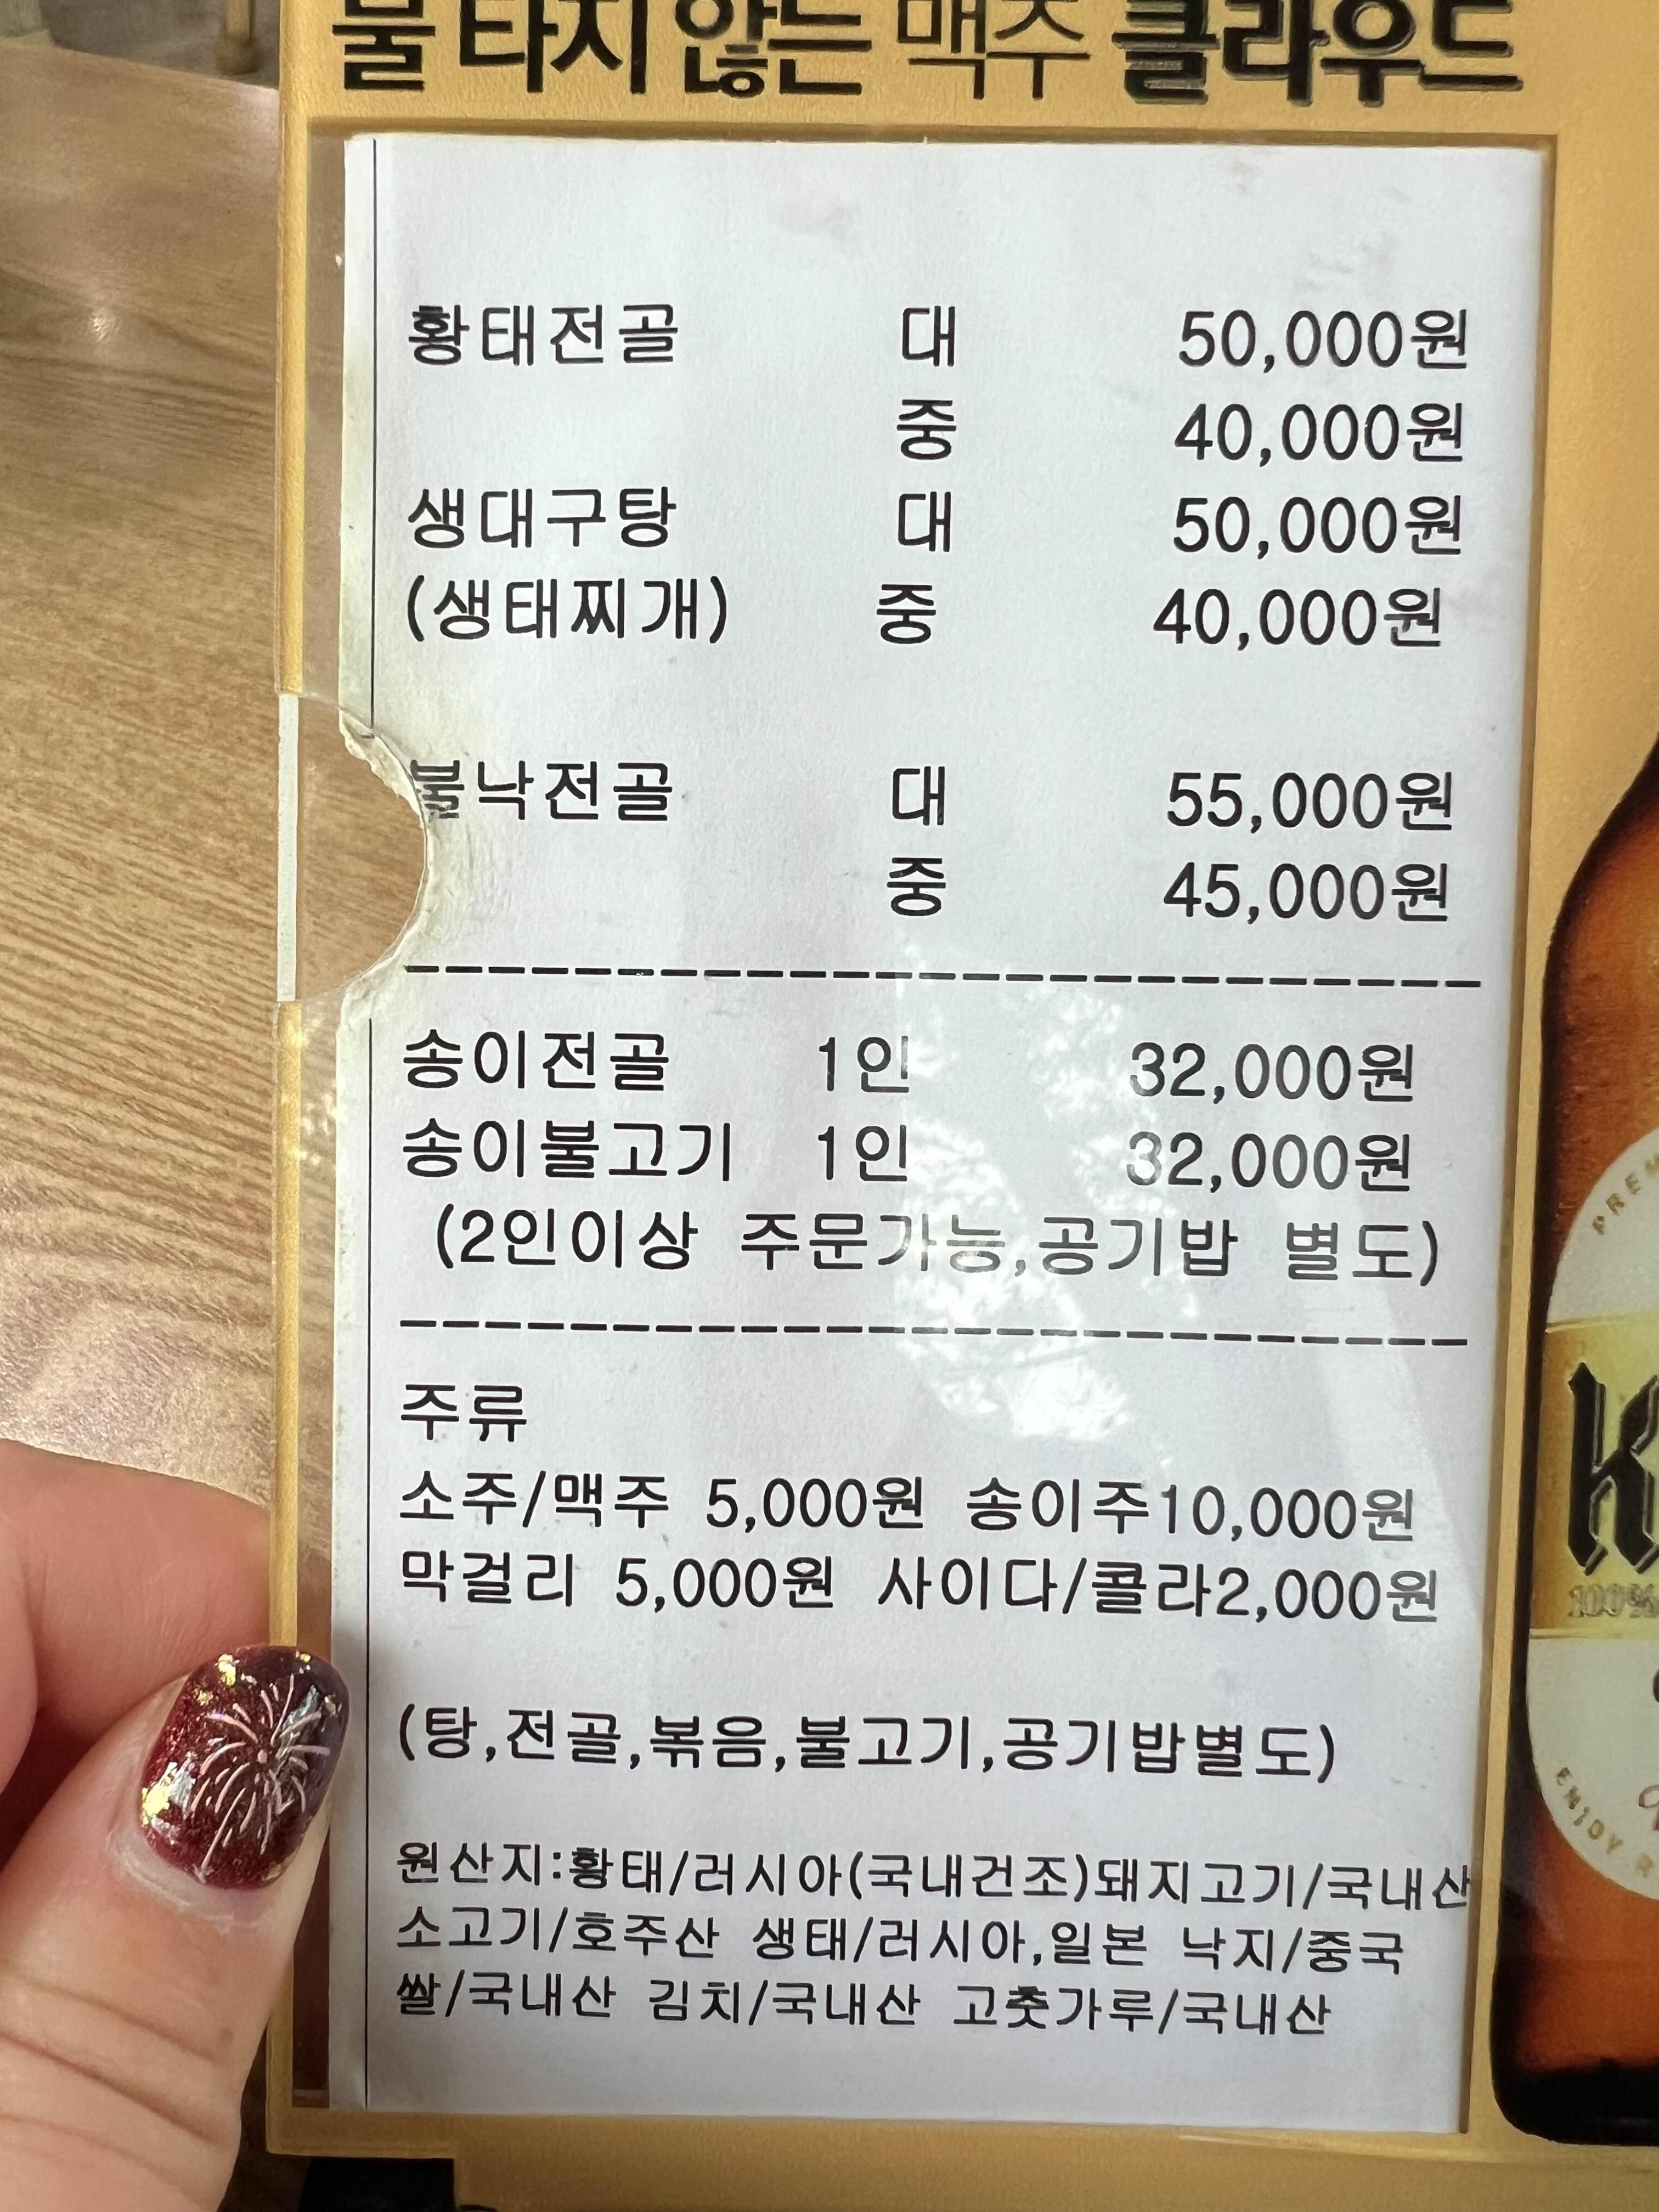 물 타지 않는 맥주 클라우드
황태전골 대 50,000원
중 40,000원
생대구탕 대 50,000원
(생태찌개) 중 40,000원
불낙전골 대 55,000원
중 45,000원
송이전골 1인 32,000원
송이불고기 1인 32,000원
(2인이상 주문가능,공기밥 별도)
주류
소주/맥주 5,000원 송이주10,000원
막걸리 5,000원 사이다/콜라2,000원
(탕,전골,볶음,불고기,공기밥별도)
원산지:황태/러시아(국내건조)돼지고기/국내산
소고기/호주산 생태/러시아,일본 낙지/중국
쌀/국내산 김치/국내산 고춧가루/국내산
K
100%
ENJOY